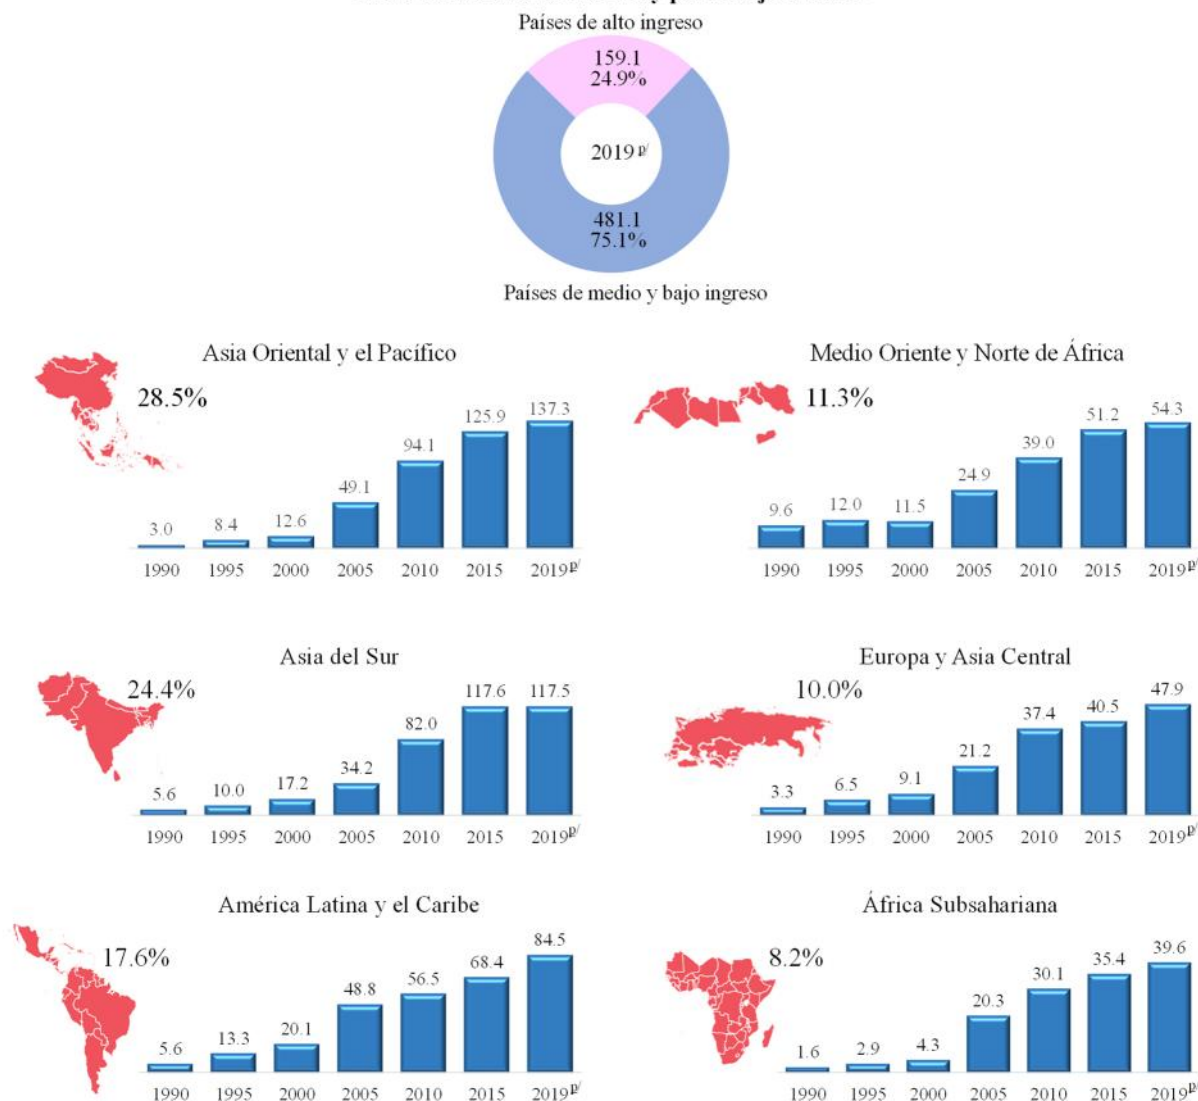 Países de alto ingreso
159.1
24.9%
2019 p/
481.1
75.1%
Países de medio y bajo ingreso
Asia Oriental y el Pacífico
28.5%
3.0 8.4 12.6 49.1 94.1 125.9 137.3
1990 1995 2000 2005 2010 2015 2019 p/
Medio Oriente y Norte de África
11.3%
9.6 12.0 11.5 24.9 39.0 51.2 54.3
1990 1995 2000 2005 2010 2015 2019 p/
Asia del Sur
24.4%
5.6 10.0 17.2 34.2 82.0 117.6 117.5
1990 1995 2000 2005 2010 2015 2019 p/
Europa y Asia Central
10.0%
3.3 6.5 9.1 21.2 37.4 40.5 47.9
1990 1995 2000 2005 2010 2015 2019 p/
América Latina y el Caribe
17.6%
5.6 13.3 20.1 48.8 56.5 68.4 84.5
1990 1995 2000 2005 2010 2015 2019 p/
África Subsahariana
8.2%
1.6 2.9 4.3 20.3 30.1 35.4 39.6
1990 1995 2000 2005 2010 2015 2019 p/